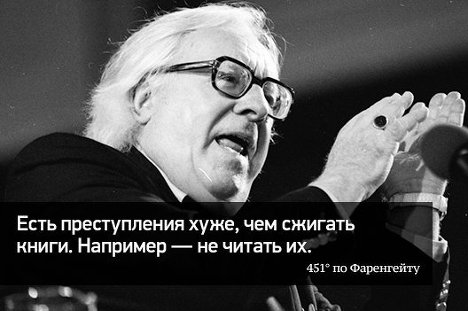 Есть преступления хуже, чем сжигать
книги. Например — не читать их.
451° по Фаренгейту